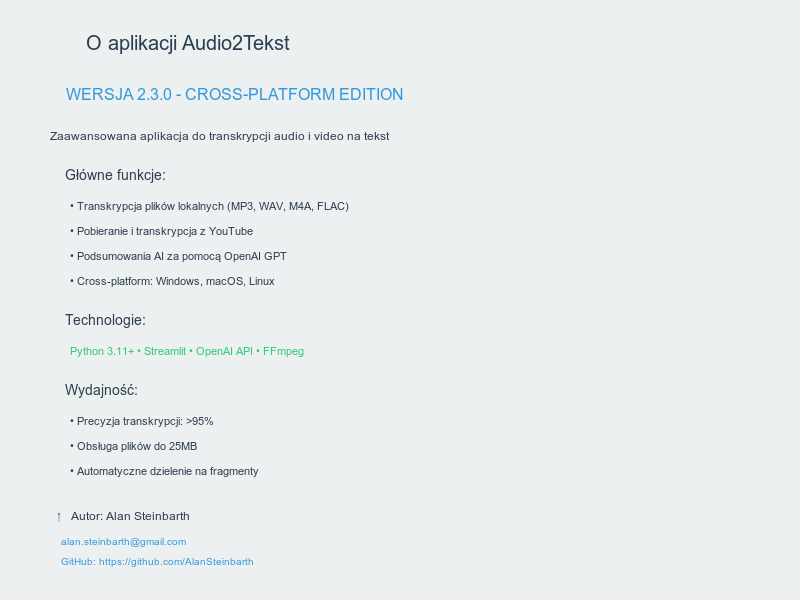 O aplikacji Audio2Tekst
WERSJA 2.3.0 - CROSS-PLATFORM EDITION
Zaawansowana aplikacja do transkrypcji audio i video na tekst
Główne funkcje:
• Transkrypcja plików lokalnych (MP3, WAV, M4A, FLAC)
• Pobieranie i transkrypcja z YouTube
• Podsumowania AI za pomocą OpenAI GPT
• Cross-platform: Windows, macOS, Linux
Technologie:
Python 3.11+ • Streamlit • OpenAI API • FFmpeg
Wydajność:
• Precyzja transkrypcji: >95%
• Obsługa plików do 25MB
• Automatyczne dzielenie na fragmenty
↑ Autor: Alan Steinbarth
alan.steinbarth@gmail.com
GitHub: https://github.com/AlanSteinbarth